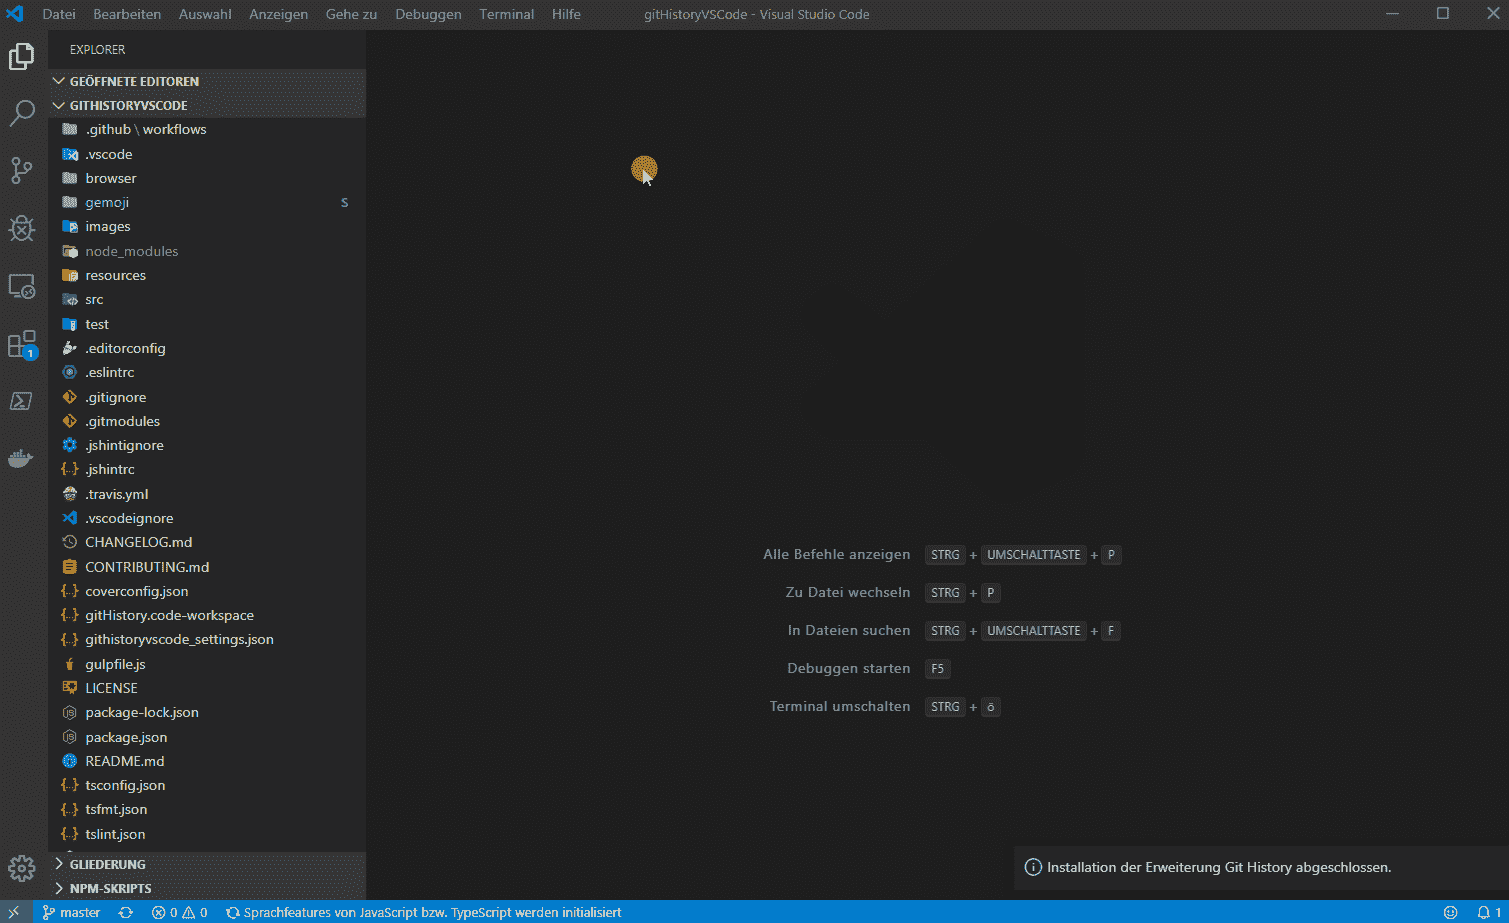 Datei Bearbeiten Auswahl Anzeigen Gehe zu Debuggen Terminal Hilfe gitHistoryVSCode - Visual Studio Code
EXPLORER
GEÖFFNETE EDITOREN
GITHISTORYVSCODE
.github \ workflows
.vscode
browser
gemoji S
images
node_modules
resources
src
test
.editorconfig
.eslintrc
.gitignore
.gitmodules
.jshintignore
.jshintrc
.travis.yml
.vscodeignore
CHANGELOG.md
CONTRIBUTING.md
coverconfig.json
gitHistory.code-workspace
githistoryvscode_settings.json
gulpfile.js
LICENSE
package-lock.json
package.json
README.md
tsconfig.json
tsfmt.json
tslint.json
GLIEDERUNG
NPM-SKRIPTS
1
Alle Befehle anzeigen STRG + UMSCHALTTASTE + P
Zu Datei wechseln STRG + P
In Dateien suchen STRG + UMSCHALTTASTE + F
Debuggen starten F5
Terminal umschalten STRG + ö
Installation der Erweiterung Git History abgeschlossen.
master 0 0 Sprachfeatures von JavaScript bzw. TypeScript werden initialisiert 1